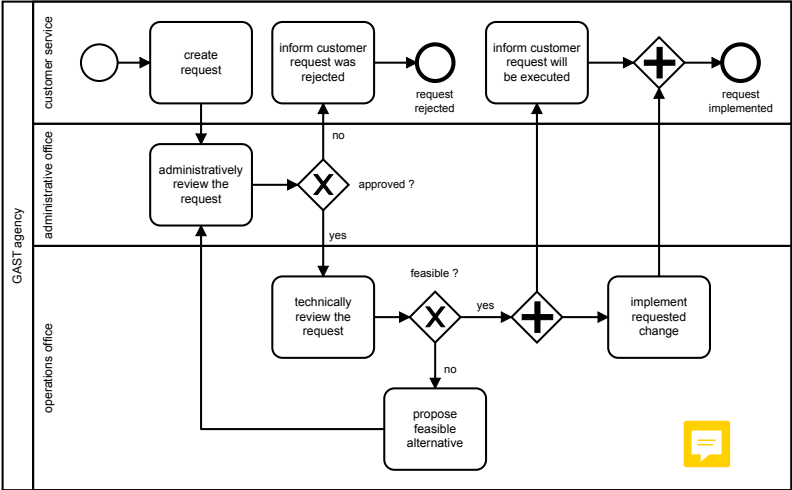 GAST agency
customer service
create
request
inform customer
request was
rejected
request
rejected
inform customer
request will
be executed
request
implemented
administrative office
administratively
review the
request
no
approved ?
yes
operations office
technically
review the
request
feasible ?
yes
no
implement
requested
change
propose
feasible
alternative